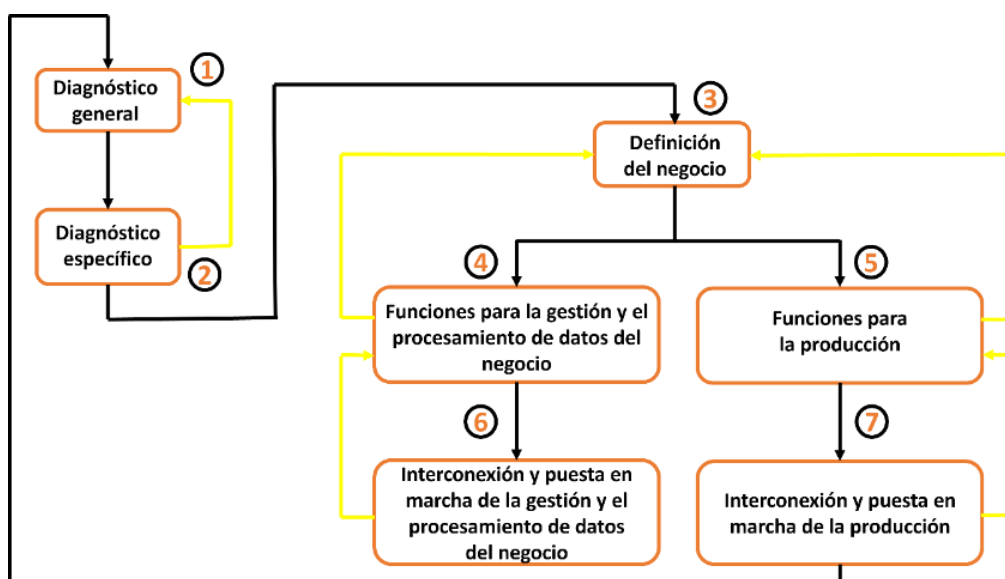 1
Diagnóstico
general
Diagnóstico
específico
2
3
Definición
del negocio
4
Funciones para la gestión y el
procesamiento de datos del
negocio
5
Funciones para
la producción
6
Interconexión y puesta en
marcha de la gestión y el
procesamiento de datos
del negocio
7
Interconexión y puesta en
marcha de la producción